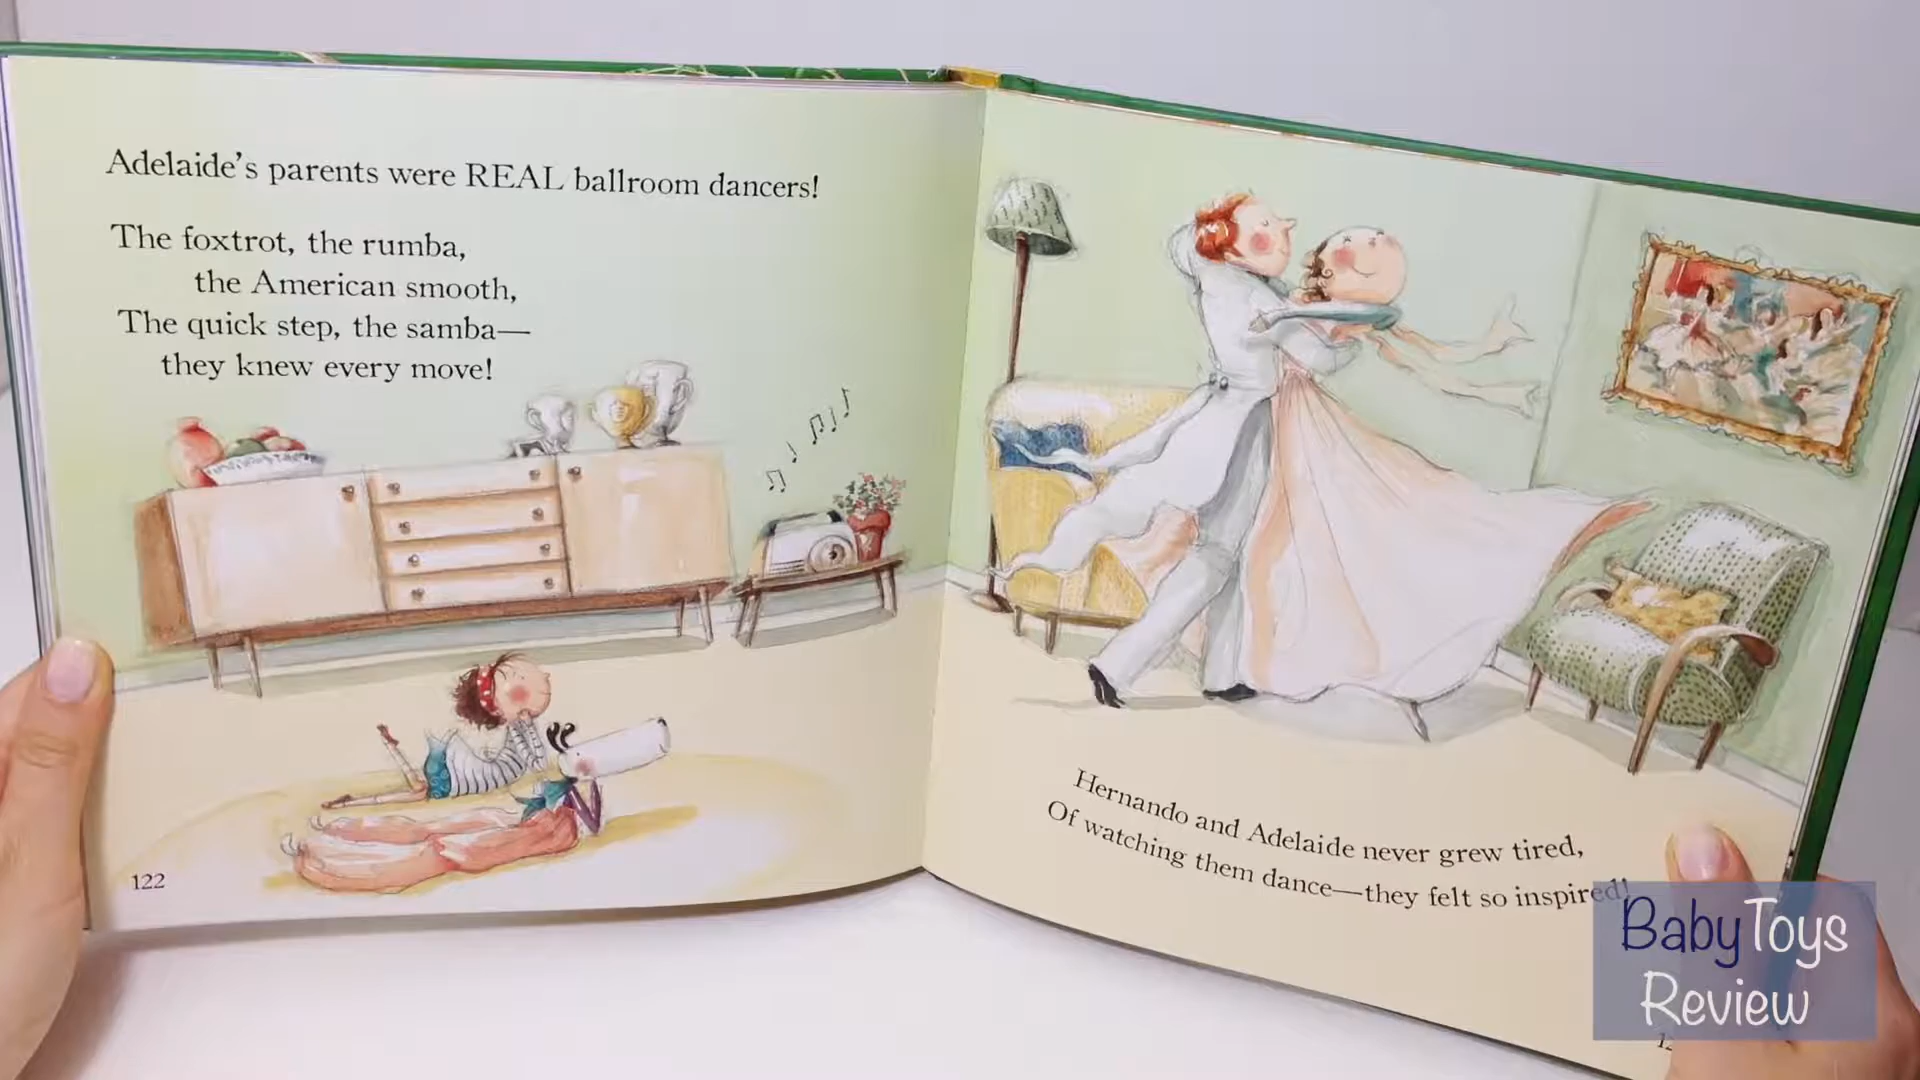 Adelaide's parents were REAL ballroom dancers!
The foxtrot, the rumba,
the American smooth,
The quick step, the samba—
they knew every move!
122
Hernando and Adelaide never grew tired,
Of watching them dance—they felt so inspired!
BabyToys
Review